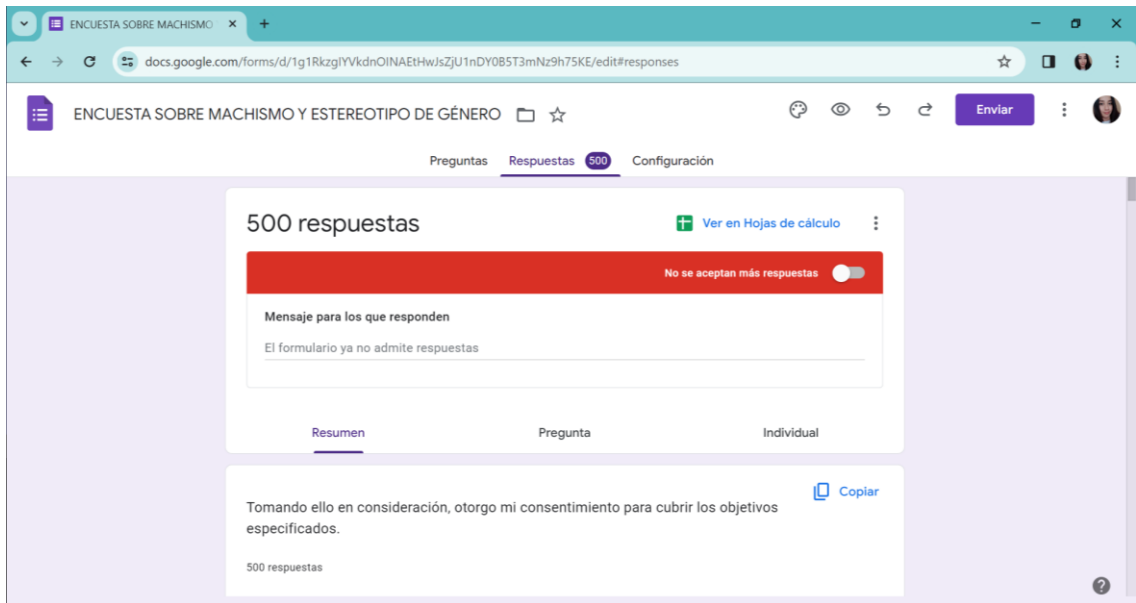 ENCUESTA SOBRE MACHISMO
docs.google.com/forms/d/1g1RkzgIYVkdnOINAEtHwJsZjU1nDY0B5T3mNz9h75KE/edit#responses
ENCUESTA SOBRE MACHISMO Y ESTEREOTIPO DE GÉNERO
Enviar
Preguntas Respuestas 500 Configuración
500 respuestas
Ver en Hojas de cálculo
No se aceptan más respuestas
Mensaje para los que responden
El formulario ya no admite respuestas
Resumen Pregunta Individual
Copiar
Tomando ello en consideración, otorgo mi consentimiento para cubrir los objetivos
especificados.
500 respuestas